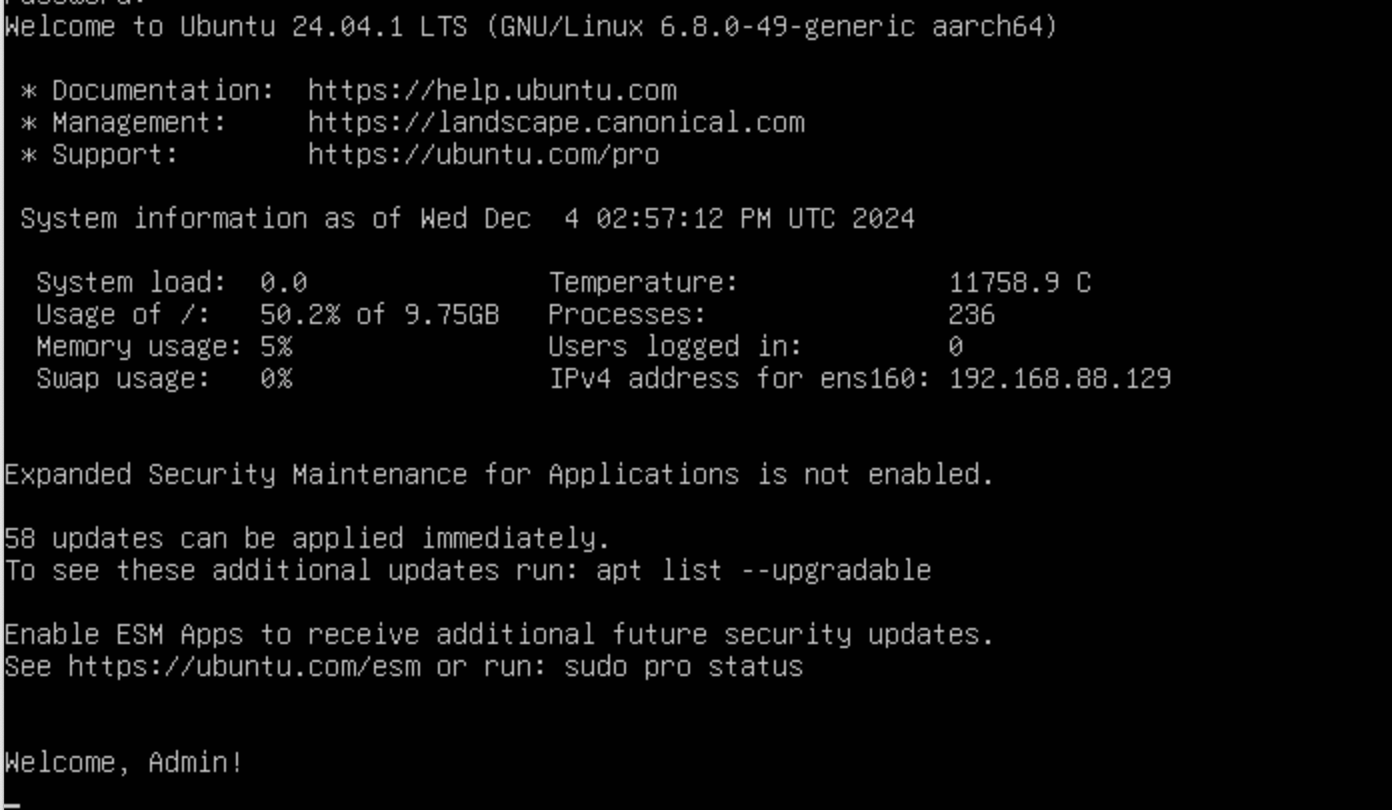 Password:
Welcome to Ubuntu 24.04.1 LTS (GNU/Linux 6.8.0-49-generic aarch64)
* Documentation: https://help.ubuntu.com
* Management: https://landscape.canonical.com
* Support: https://ubuntu.com/pro
System information as of Wed Dec 4 02:57:12 PM UTC 2024
System load: 0.0 Temperature: 11758.9 C
Usage of /: 50.2% of 9.75GB Processes: 236
Memory usage: 5% Users logged in: 0
Swap usage: 0% IPv4 address for ens160: 192.168.88.129
Expanded Security Maintenance for Applications is not enabled.
58 updates can be applied immediately.
To see these additional updates run: apt list --upgradable
Enable ESM Apps to receive additional future security updates.
See https://ubuntu.com/esm or run: sudo pro status
Welcome, Admin!